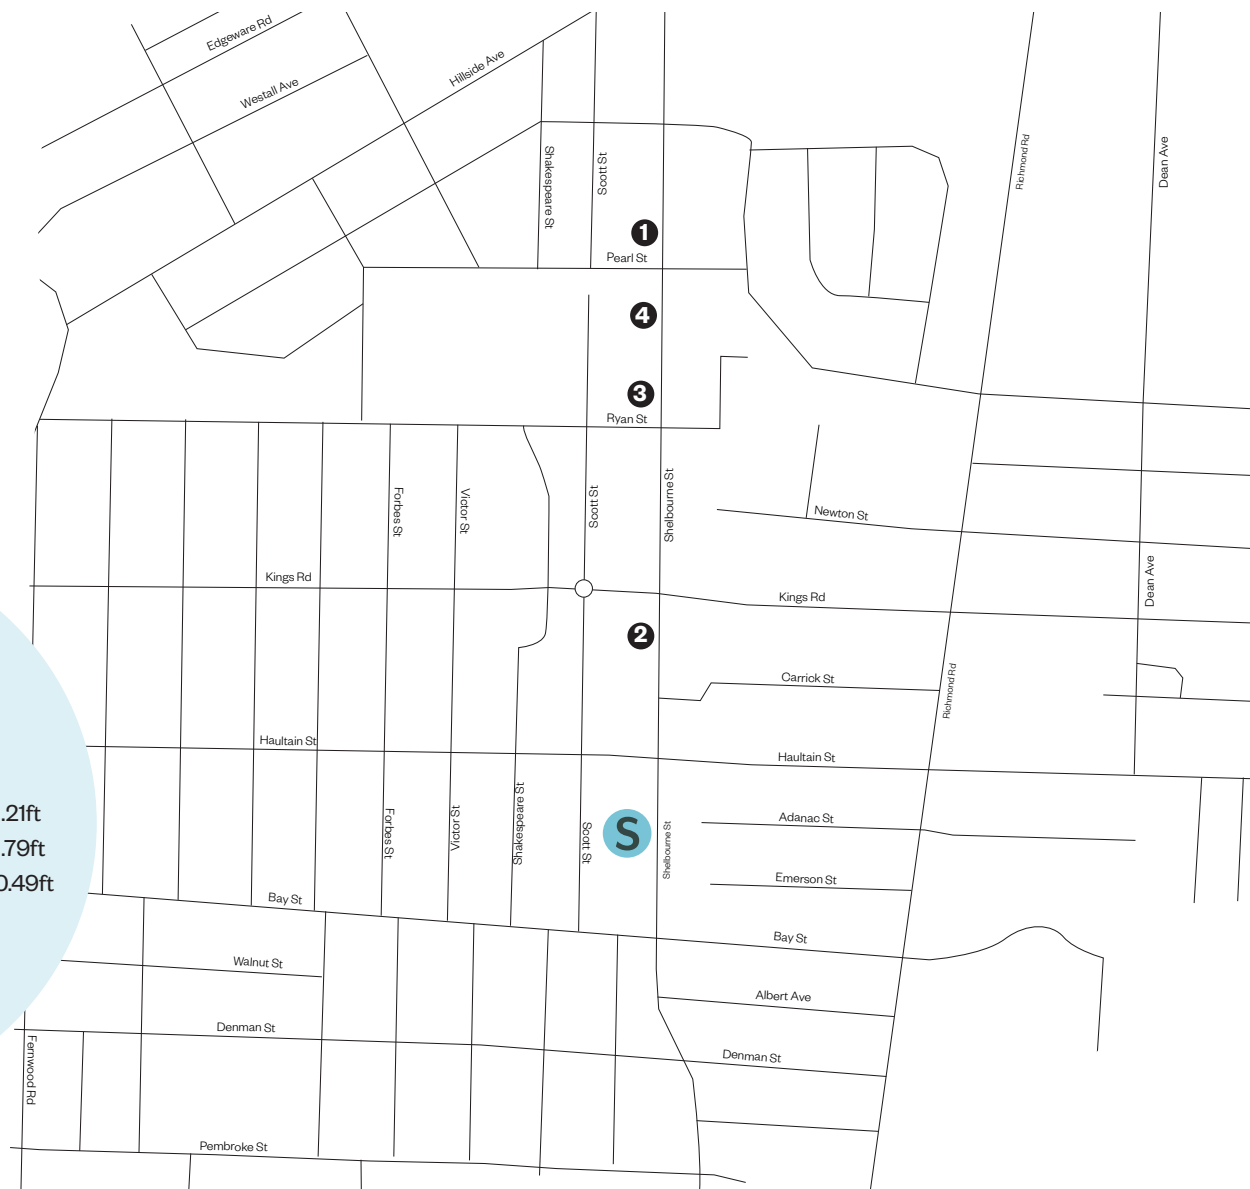 Edgeware Rd
Westall Ave
Hillside Ave
Shakespeare St
Scott St
Richmond Rd
Dean Ave
1
Pearl St
4
3
Ryan St
Forbes St
Victor St
Scott St
Shelbourne St
Newton St
Kings Rd
Kings Rd
Dean Ave
2
Carrick St
Richmond Rd
Haultain St
Haultain St
.21ft
.79ft
0.49ft
Forbes St
Victor St
Shakespeare St
Scott St
S
Shelbourne St
Adanac St
Emerson St
Bay St
Bay St
Walnut St
Albert Ave
Denman St
Denman St
Fernwood Rd
Pembroke St